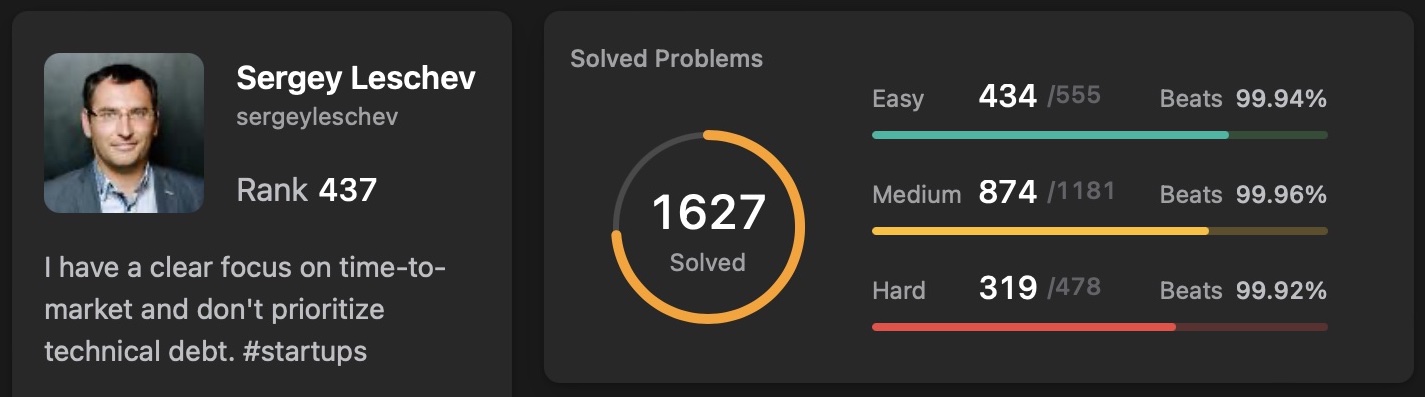 Sergey Leschev
sergeyleschev
Rank 437
I have a clear focus on time-to-
market and don't prioritize
technical debt. #startups
Solved Problems
1627
Solved
Easy 434 /555 Beats 99.94%
Medium 874 /1181 Beats 99.96%
Hard 319 /478 Beats 99.92%